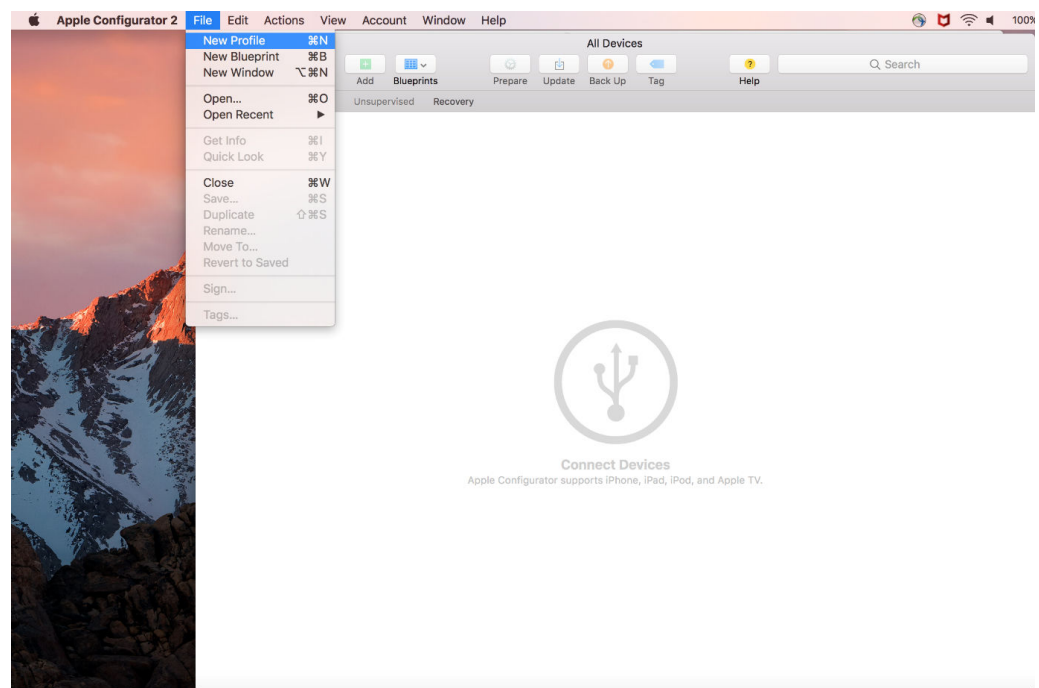 Apple Configurator 2 File Edit Actions View Account Window Help 100%
New Profile ⌘N
New Blueprint ⌘B
New Window ⌥⌘N
Open... ⌘O
Open Recent ▶
Get Info ⌘I
Quick Look ⌘Y
Close ⌘W
Save... ⌘S
Duplicate ⇧⌘S
Rename...
Move To...
Revert to Saved
Sign...
Tags...
All Devices
Add Blueprints Prepare Update Back Up Tag Help
Search
Unsupervised Recovery
Connect Devices
Apple Configurator supports iPhone, iPad, iPod, and Apple TV.